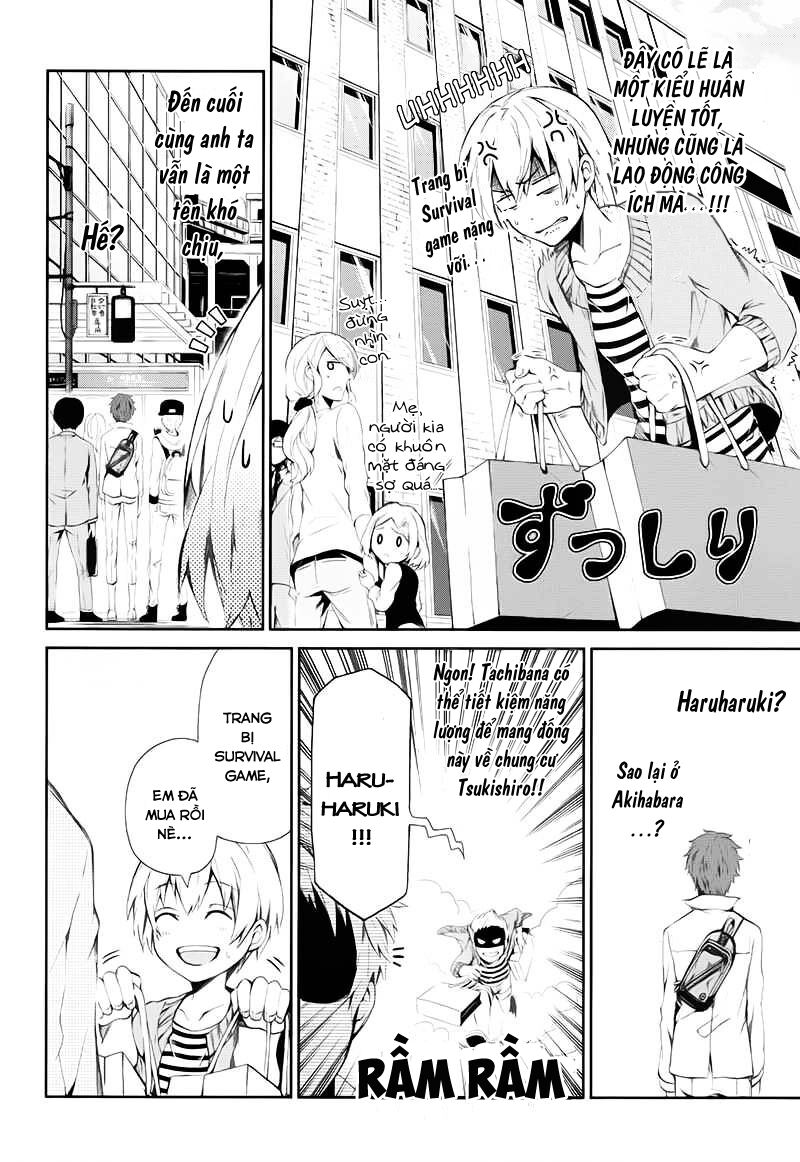 ĐÂY CÓ LẼ LÀ
MỘT KIỂU HUẤN
LUYỆN TỐT,
NHƯNG CŨNG LÀ
LAO ĐỘNG CÔNG
ÍCH MÀ...!!!
UHHHHHH
Trang bị
Survival
game nặng
vỡi...
Suỵt!
đừng
nhìn
con
Mẹ,
người kia
có khuôn
mặt đáng
sợ quá...
ずっしり
Đến cuối
cùng anh ta
vẫn là một
tên khó
chịu,
Hế?
Haruharuki?
Sao lại ở
Akihabara
...?
Ngon! Tachibana có
thể tiết kiệm năng
lượng để mang đống
này về chung cư
Tsukishiro!!
HARU-
HARUKI
!!!
RẦM RẦM
TRANG
BỊ
SURVIVAL
GAME,
EM ĐÃ
MUA RỒI
NÈ...